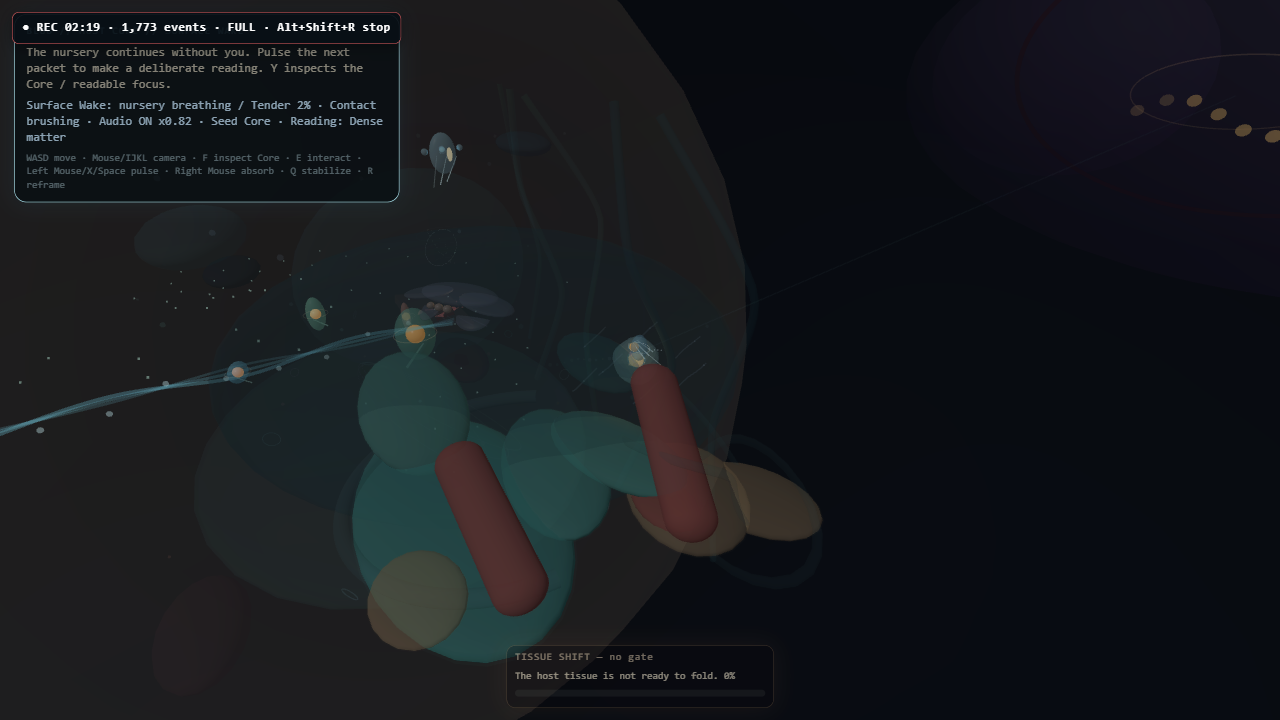 ● REC 02:19 · 1,773 events · FULL · Alt+Shift+R stop
The nursery continues without you. Pulse the next
packet to make a deliberate reading. Y inspects the
Core / readable focus.
Surface Wake: nursery breathing / Tender 2% · Contact
brushing · Audio ON x0.82 · Seed Core · Reading: Dense
matter
WASD move · Mouse/IJKL camera · F inspect Core · E interact ·
Left Mouse/X/Space pulse · Right Mouse absorb · Q stabilize · R
reframe
TISSUE SHIFT — no gate
The host tissue is not ready to fold. 0%